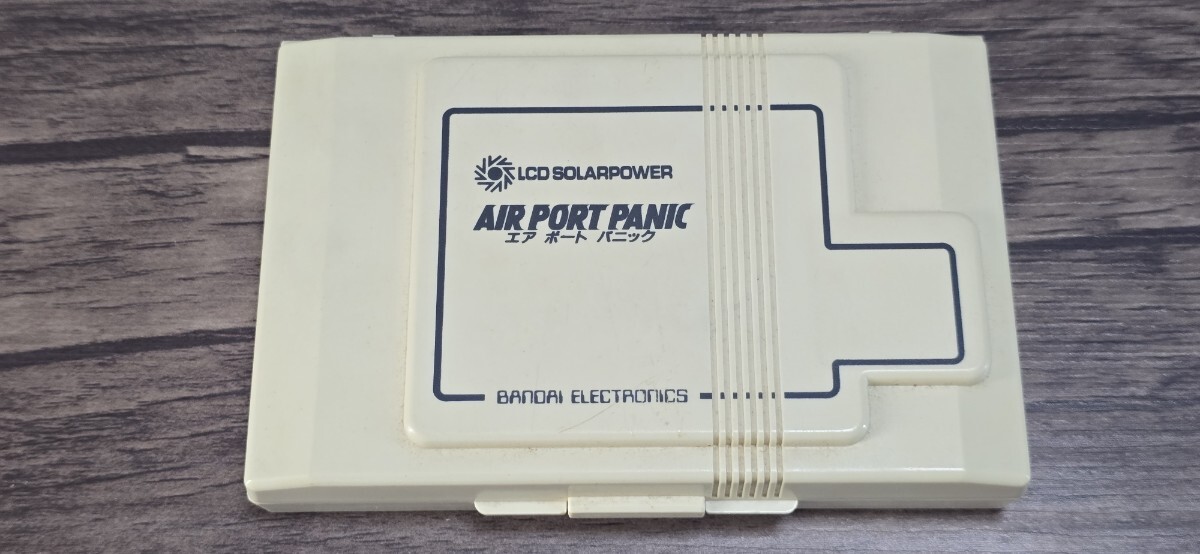 LCD SOLARPOWER
AIR PORT PANIC
エア ポート パニック
BANDAI ELECTRONICS